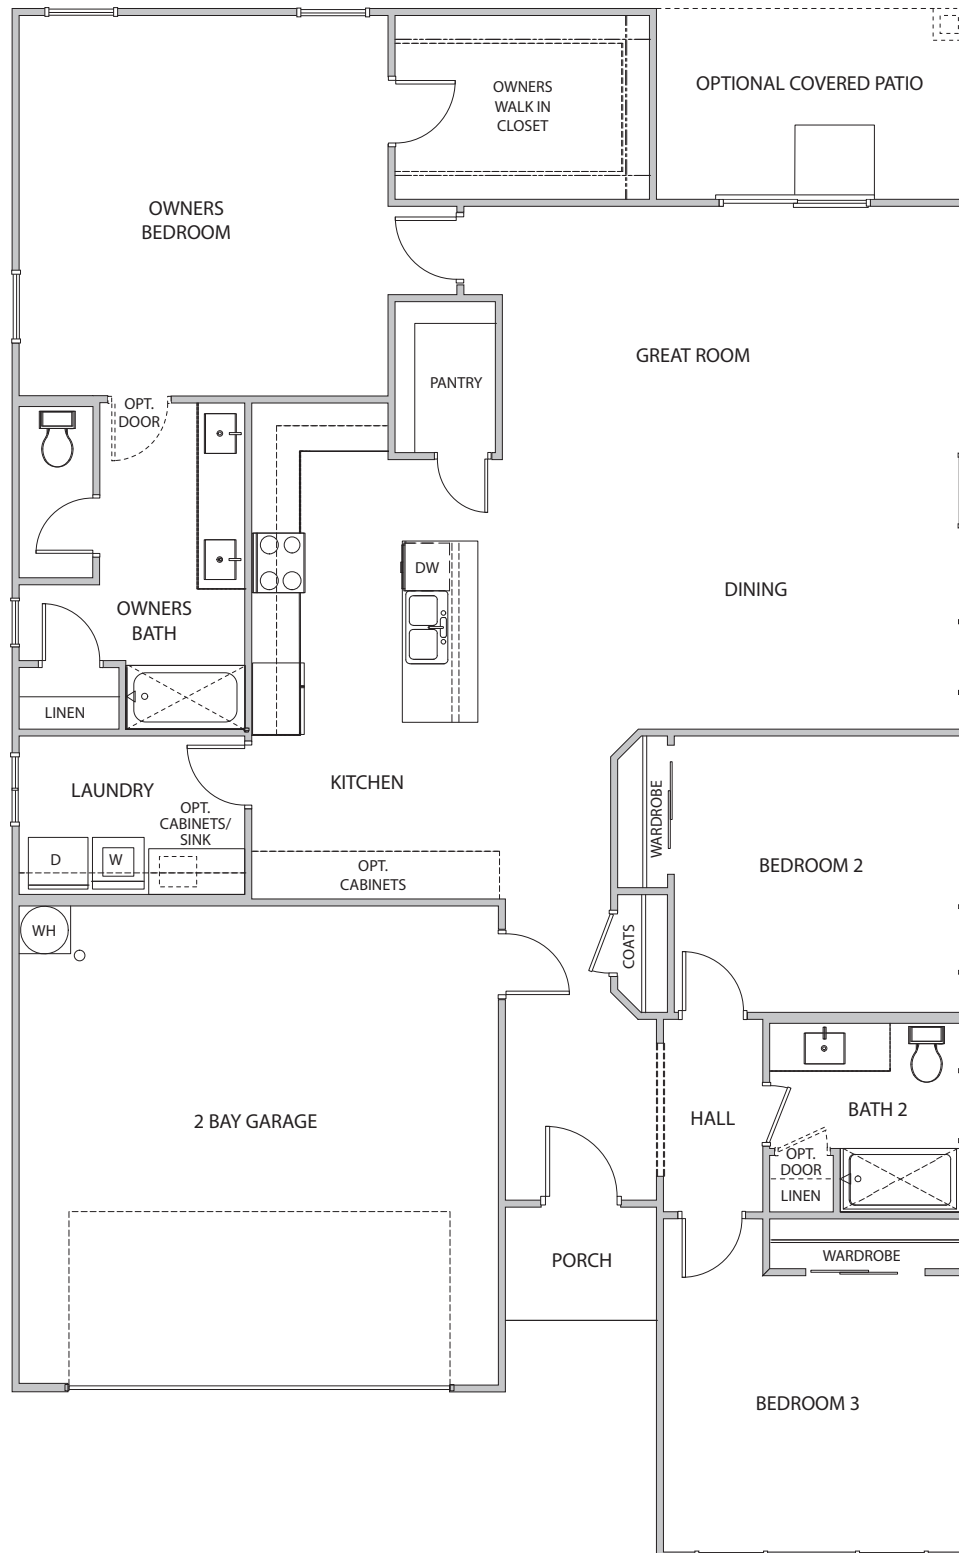 OPTIONAL COVERED PATIO
OWNERS
WALK IN
CLOSET
OWNERS
BEDROOM
GREAT ROOM
PANTRY
OPT.
DOOR
DW
DINING
OWNERS
BATH
LINEN
LAUNDRY
OPT.
CABINETS/
SINK
D
W
KITCHEN
OPT.
CABINETS
WARDROBE
BEDROOM 2
WH
COATS
2 BAY GARAGE
HALL
BATH 2
OPT.
DOOR
LINEN
PORCH
WARDROBE
BEDROOM 3